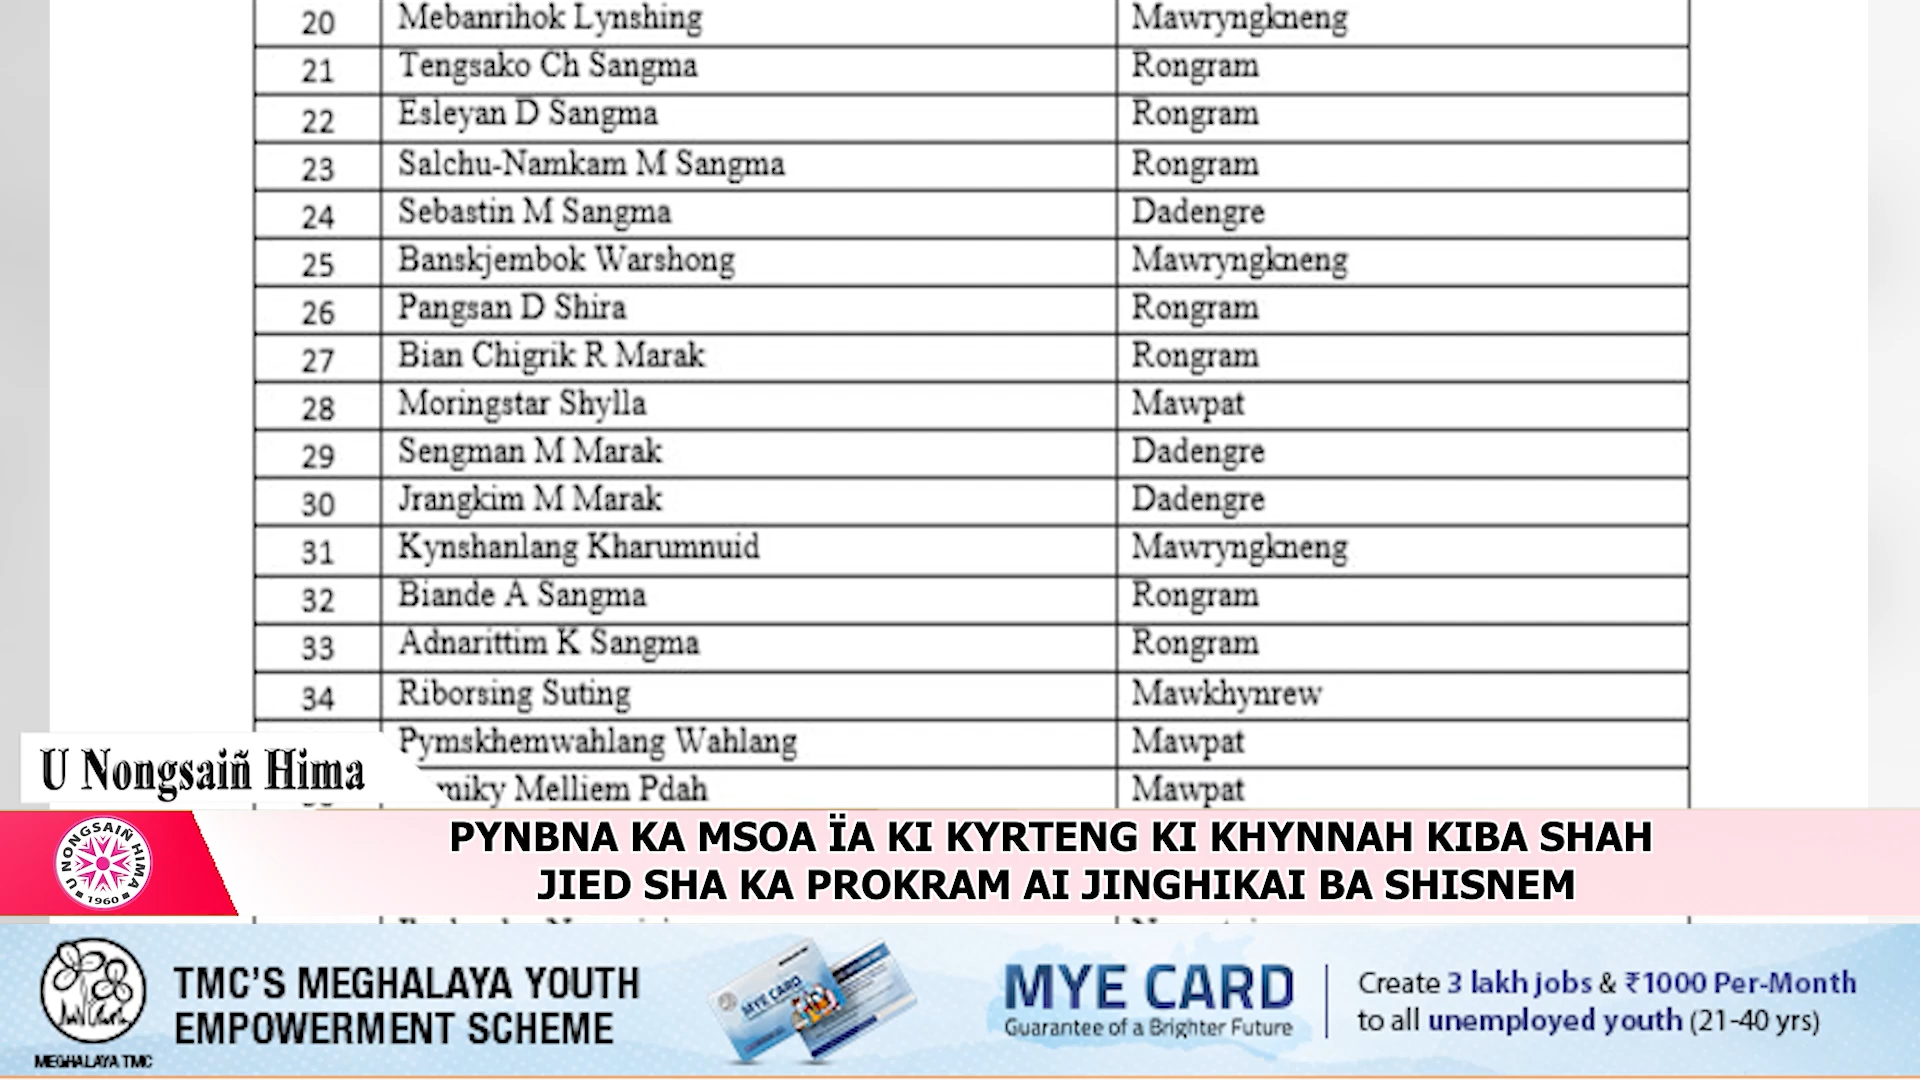 20 Mebanrihok Lynshing Mawryngkneng
21 Tengsako Ch Sangma Rongram
22 Esleyan D Sangma Rongram
23 Salchu-Namkam M Sangma Rongram
24 Sebastin M Sangma Dadengre
25 Banskjembok Warshong Mawryngkneng
26 Pangsan D Shira Rongram
27 Bian Chigrik R Marak Rongram
28 Moringstar Shylla Mawpat
29 Sengman M Marak Dadengre
30 Jrangkim M Marak Dadengre
31 Kynshanlang Kharumnuid Mawryngkneng
32 Biande A Sangma Rongram
33 Adnarittim K Sangma Rongram
34 Riborsing Suting Mawkhynrew
Pymskhemwahlang Wahlang Mawpat
Melliem Pdah Mawpat
U Nongsaiñ Hima
U NONGSAIÑ HIMA
1960
PYNBNA KA MSOA ÏA KI KYRTENG KI KHYNNAH KIBA SHAH
JIED SHA KA PROKRAM AI JINGHIKAI BA SHISNEM
MEGHALAYA TMC
TMC'S MEGHALAYA YOUTH
EMPOWERMENT SCHEME
MYE CARD
MYE CARD
Guarantee of a Brighter Future
Create 3 lakh jobs & ₹1000 Per-Month
to all unemployed youth (21-40 yrs)